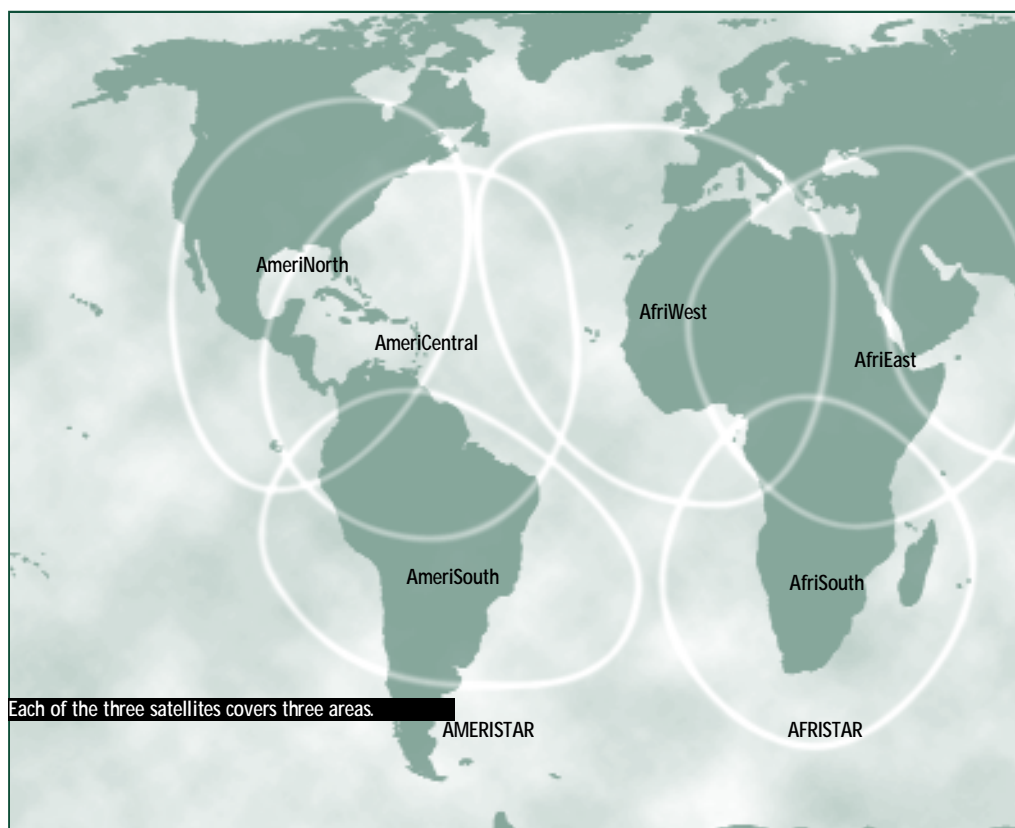 AmeriNorth
AfriWest
AmeriCentral
AfriEast
AmeriSouth
AfriSouth
Each of the three satellites covers three areas.
AMERISTAR
AFRISTAR